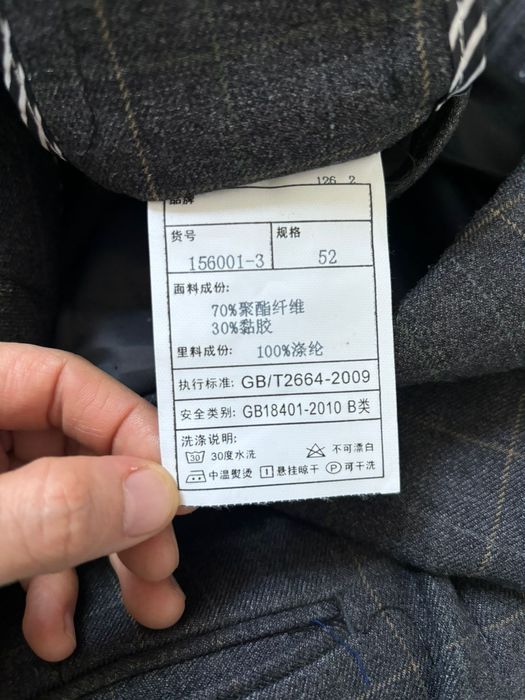 126 2
品牌
货号 规格
156001-3 52
面料成份:
70%聚酯纤维
30%黏胶
里料成份: 100%涤纶
执行标准: GB/T2664-2009
安全类别: GB18401-2010 B类
洗涤说明:
30 30度水洗 不可漂白
中温熨烫 悬挂晾干 P 可干洗